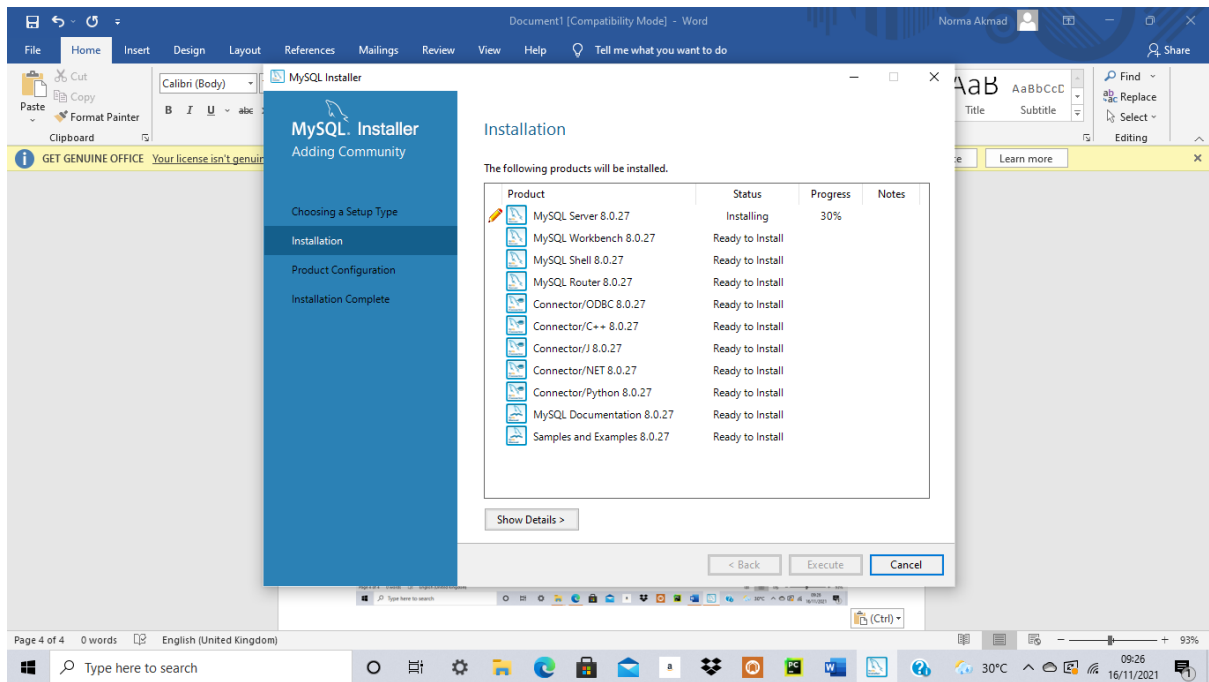 Document1 [Compatibility Mode] - Word
Norma Akmad
File Home Insert Design Layout References Mailings Review View Help Tell me what you want to do Share
Paste
Cut
Copy
Format Painter
Clipboard
Calibri (Body)
B I U abc
AaB AaBbCcD
Title Subtitle
Find
Replace
Select
Editing
GET GENUINE OFFICE Your license isn't genuin
Learn more
MySQL Installer
MySQL. Installer
Adding Community
Choosing a Setup Type
Installation
Product Configuration
Installation Complete
Installation
The following products will be installed.
Product Status Progress Notes
MySQL Server 8.0.27 Installing 30%
MySQL Workbench 8.0.27 Ready to Install
MySQL Shell 8.0.27 Ready to Install
MySQL Router 8.0.27 Ready to Install
Connector/ODBC 8.0.27 Ready to Install
Connector/C++ 8.0.27 Ready to Install
Connector/J 8.0.27 Ready to Install
Connector/NET 8.0.27 Ready to Install
Connector/Python 8.0.27 Ready to Install
MySQL Documentation 8.0.27 Ready to Install
Samples and Examples 8.0.27 Ready to Install
Show Details >
< Back Execute Cancel
Type here to search
30°C
(Ctrl)
Page 4 of 4 0 words English (United Kingdom) 93%
Type here to search
30°C
09:26
16/11/2021